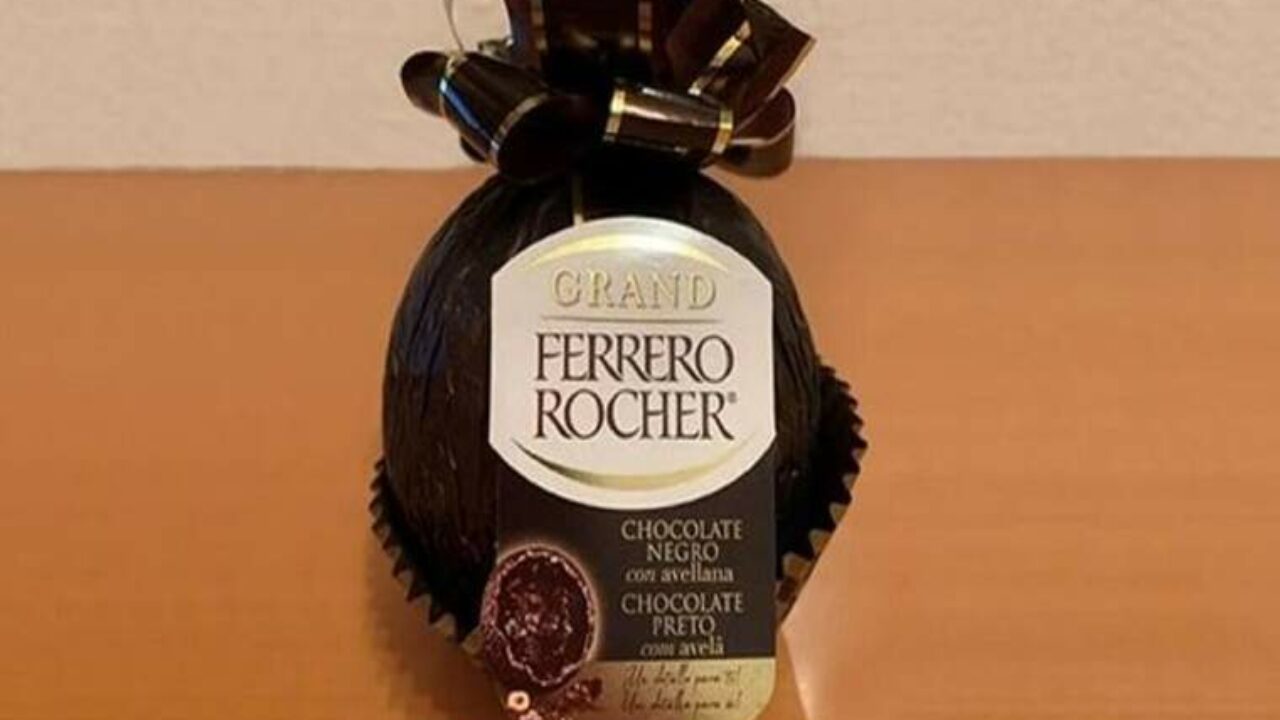 GRAND
FERRERO
ROCHER®
CHOCOLATE
NEGRO
con avellana
CHOCOLATE
PRETO
com avelã
Un detalle para ti!
Um detalhe para ti!